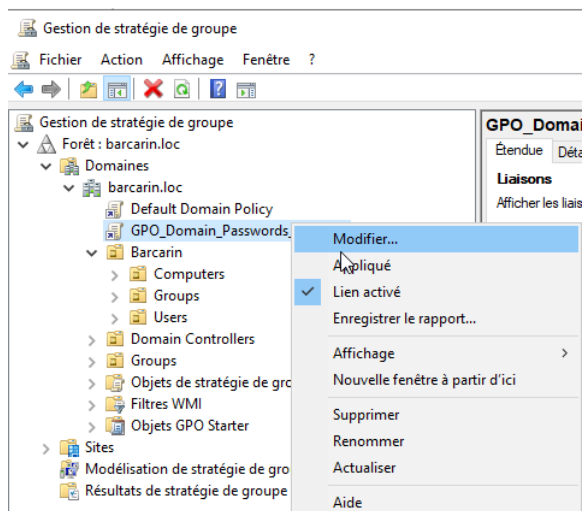 Gestion de stratégie de groupe
Fichier Action Affichage Fenêtre ?
Gestion de stratégie de groupe
Forêt : barcarin.loc
Domaines
barcarin.loc
Default Domain Policy
GPO_Domain_Passwords_
Barcarin
Computers
Groups
Users
Domain Controllers
Groups
Objets de stratégie de gro
Filtres WMI
Objets GPO Starter
Sites
Modélisation de stratégie de gro
Résultats de stratégie de groupe
GPO_Domai
Étendue Déta
Liaisons
Afficher les liais
Modifier...
Appliqué
Lien activé
Enregistrer le rapport...
Affichage
Nouvelle fenêtre à partir d'ici
Supprimer
Renommer
Actualiser
Aide